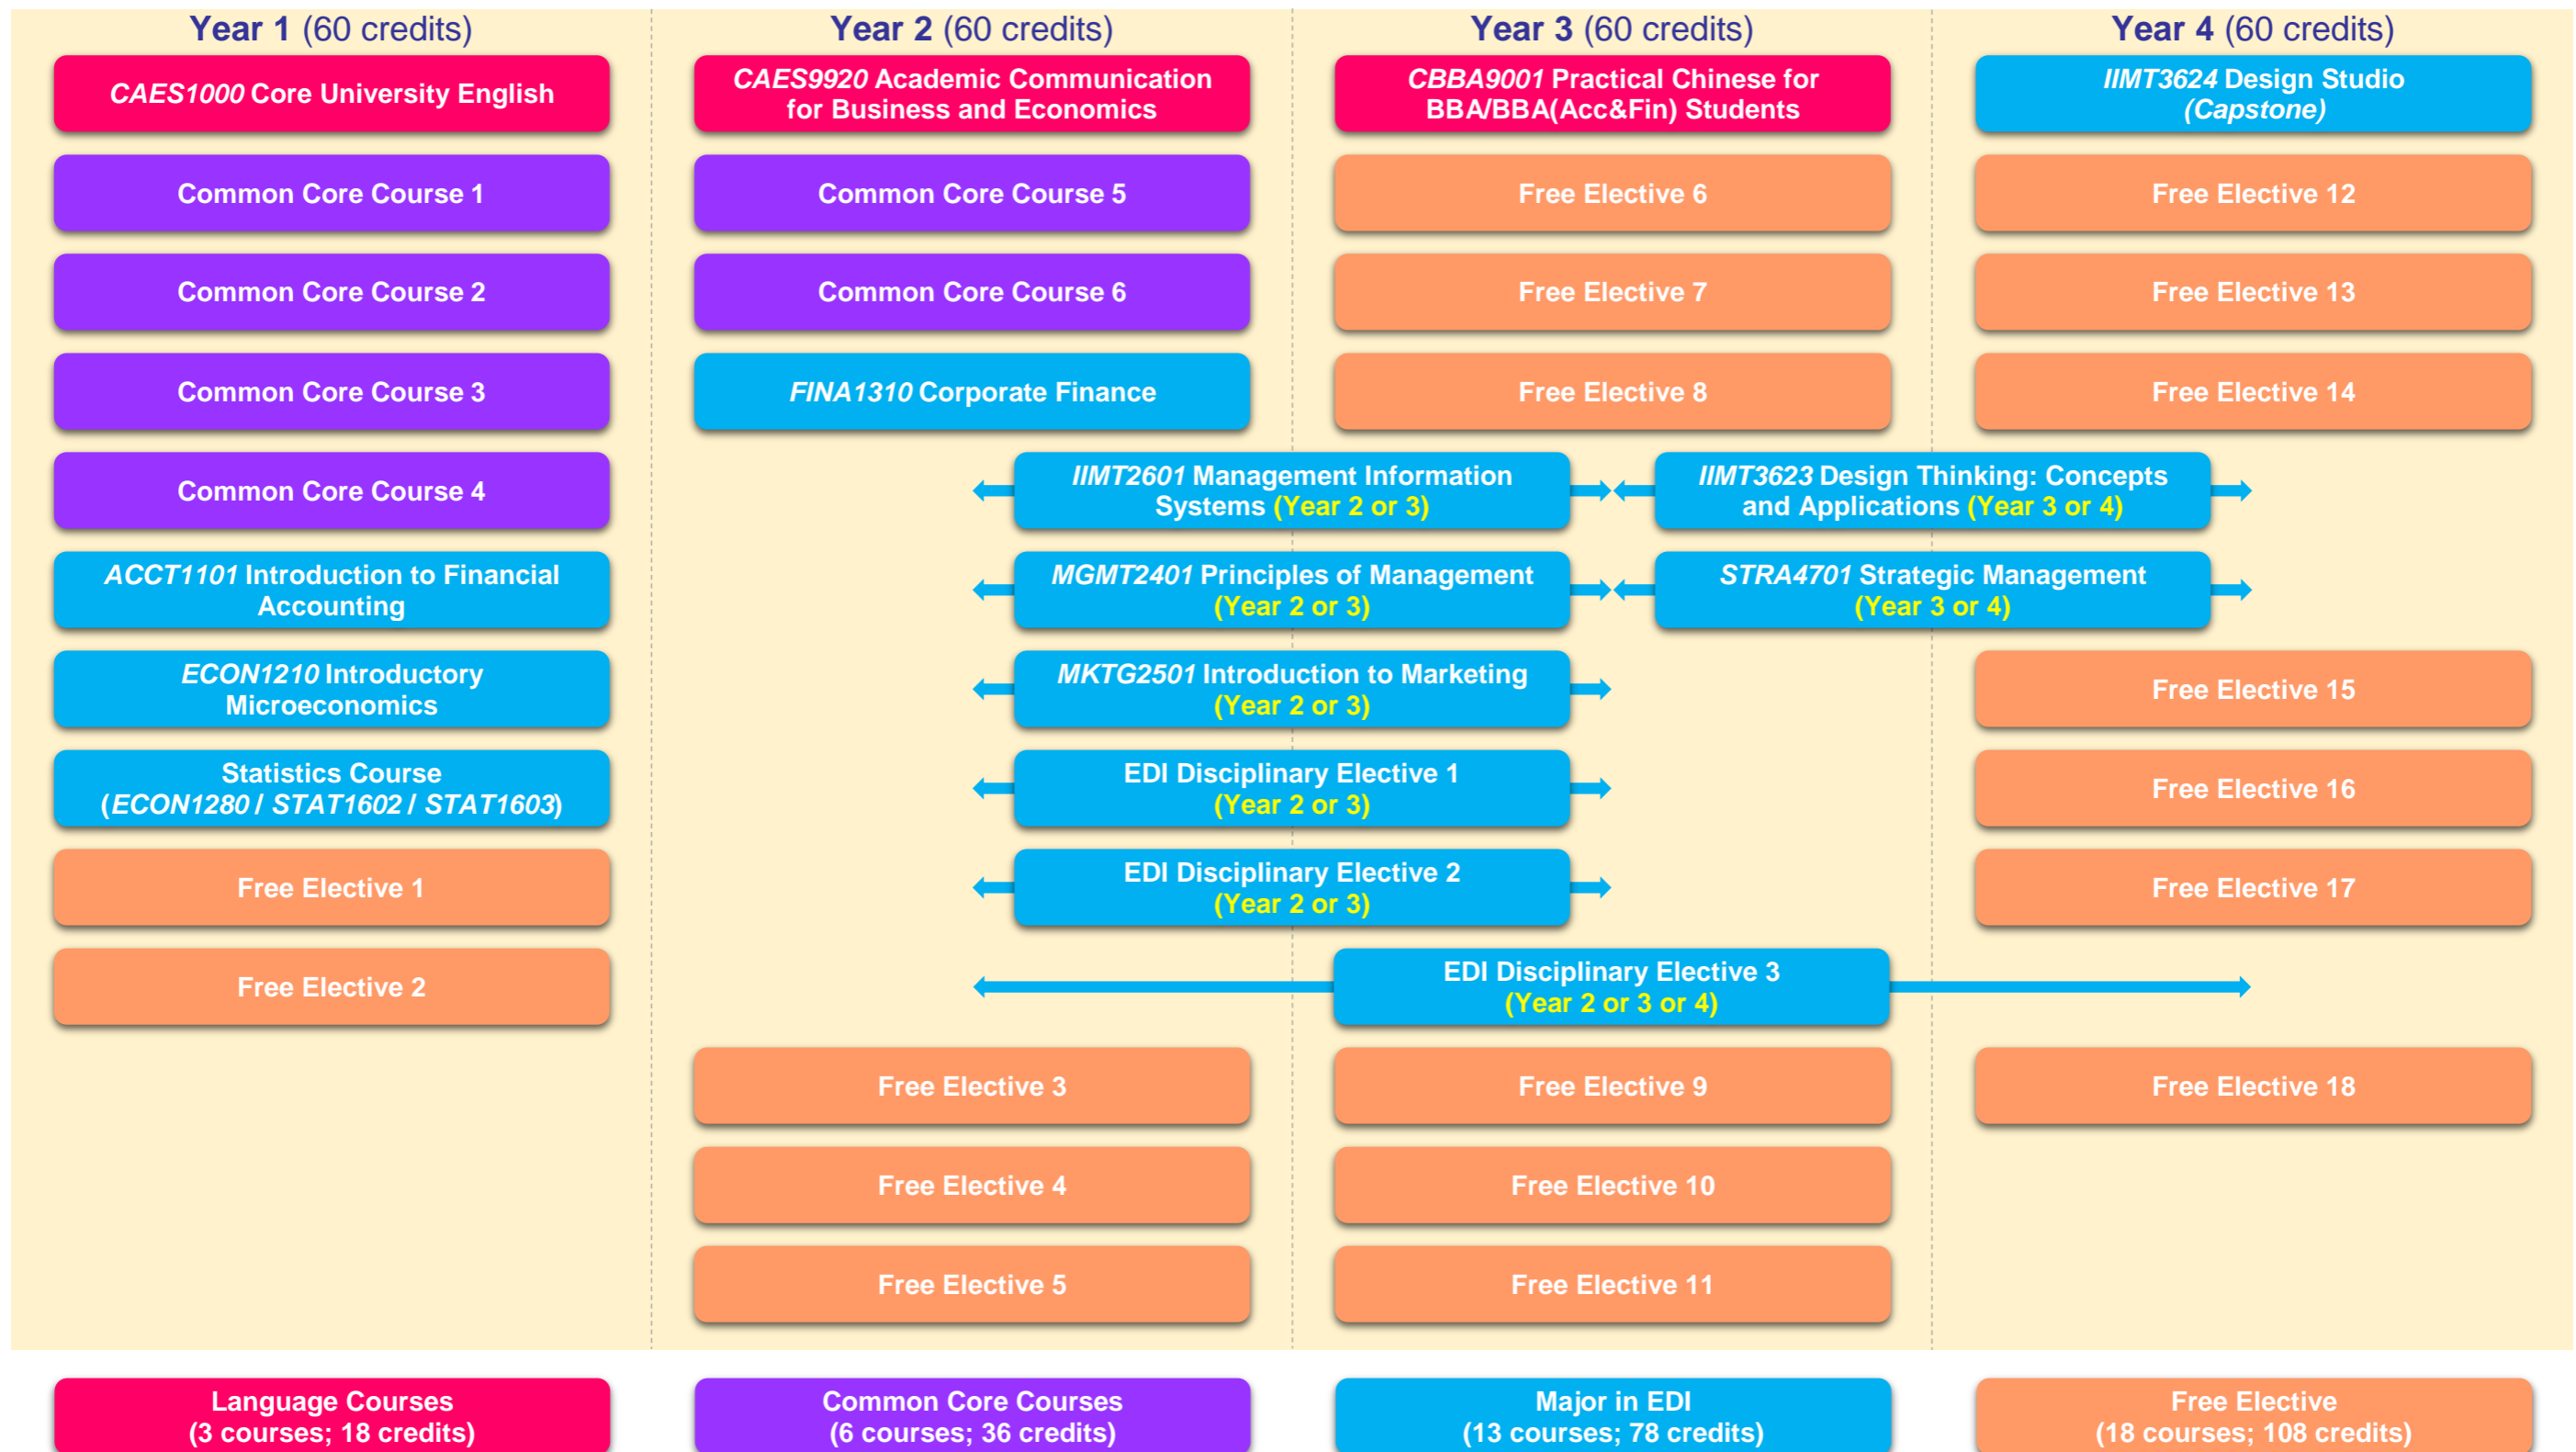 Year 1 (60 credits)
CAES1000 Core University English
Common Core Course 1
Common Core Course 2
Common Core Course 3
Common Core Course 4
ACCT1101 Introduction to Financial
Accounting
ECON1210 Introductory
Microeconomics
Statistics Course
(ECON1280 / STAT1602 / STAT1603)
Free Elective 1
Free Elective 2
Year 2 (60 credits)
CAES9920 Academic Communication
for Business and Economics
Common Core Course 5
Common Core Course 6
FINA1310 Corporate Finance
IIMT2601 Management Information
Systems (Year 2 or 3)
MGMT2401 Principles of Management
(Year 2 or 3)
MKTG2501 Introduction to Marketing
(Year 2 or 3)
EDI Disciplinary Elective 1
(Year 2 or 3)
EDI Disciplinary Elective 2
(Year 2 or 3)
Free Elective 3
Free Elective 4
Free Elective 5
Year 3 (60 credits)
CBBA9001 Practical Chinese for
BBA/BBA(Acc&Fin) Students
Free Elective 6
Free Elective 7
Free Elective 8
IIMT3623 Design Thinking: Concepts
and Applications (Year 3 or 4)
STRA4701 Strategic Management
(Year 3 or 4)
EDI Disciplinary Elective 3
(Year 2 or 3 or 4)
Free Elective 9
Free Elective 10
Free Elective 11
Year 4 (60 credits)
IIMT3624 Design Studio
(Capstone)
Free Elective 12
Free Elective 13
Free Elective 14
Free Elective 15
Free Elective 16
Free Elective 17
Free Elective 18
Language Courses
(3 courses; 18 credits)
Common Core Courses
(6 courses; 36 credits)
Major in EDI
(13 courses; 78 credits)
Free Elective
(18 courses; 108 credits)